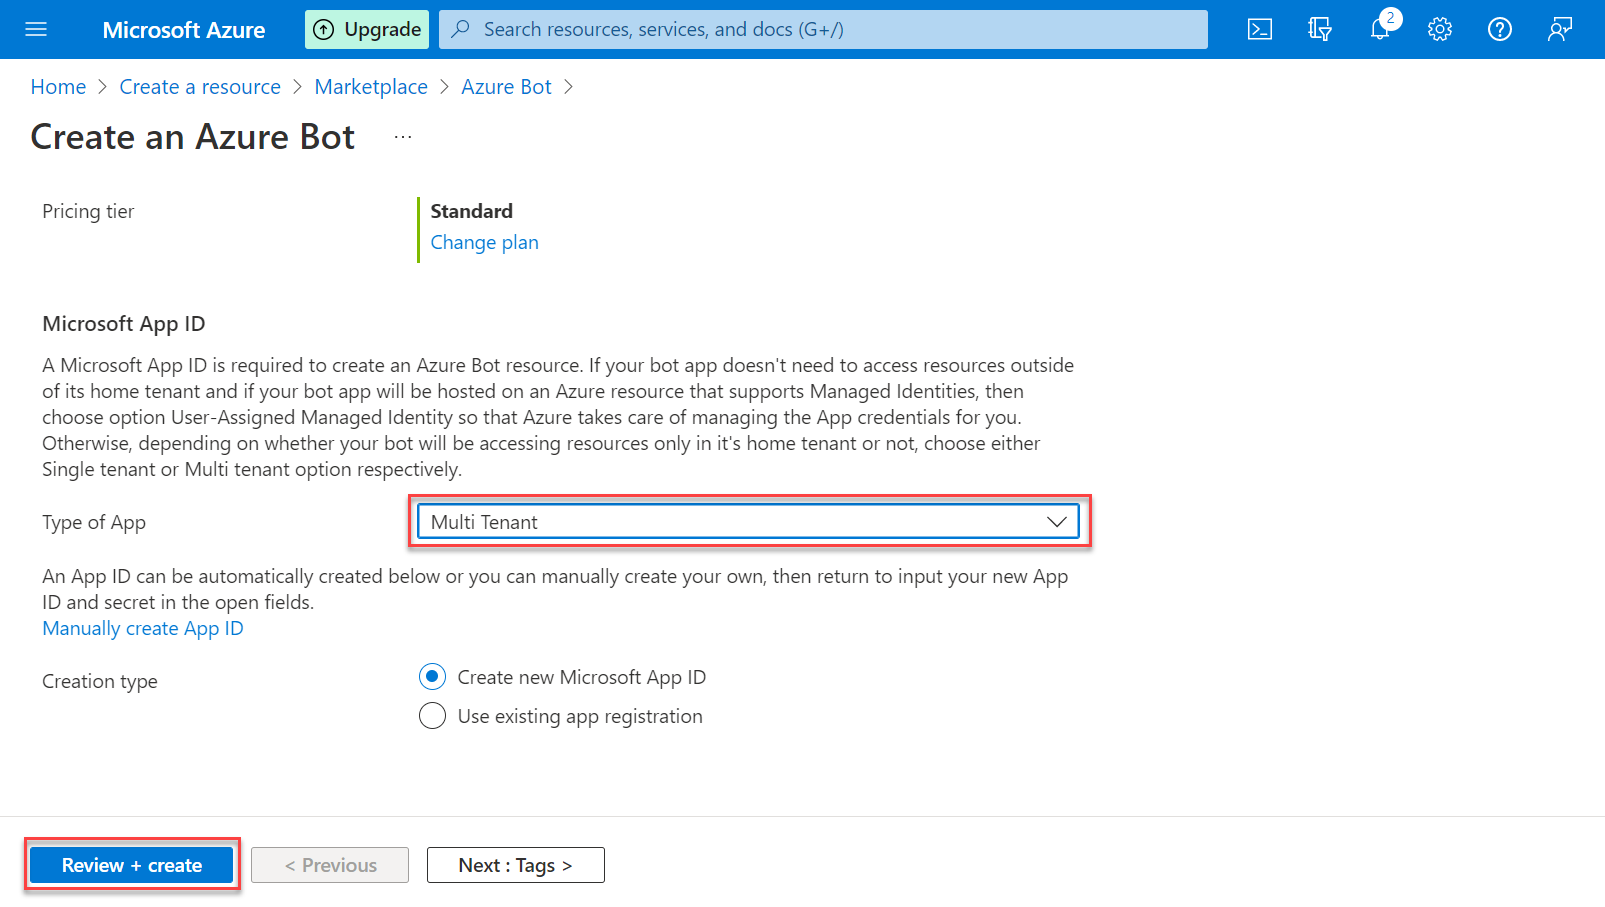 Microsoft Azure
Upgrade
Search resources, services, and docs (G+/)
2
Home > Create a resource > Marketplace > Azure Bot >
Create an Azure Bot ...
Pricing tier
Standard
Change plan
Microsoft App ID
A Microsoft App ID is required to create an Azure Bot resource. If your bot app doesn't need to access resources outside
of its home tenant and if your bot app will be hosted on an Azure resource that supports Managed Identities, then
choose option User-Assigned Managed Identity so that Azure takes care of managing the App credentials for you.
Otherwise, depending on whether your bot will be accessing resources only in it's home tenant or not, choose either
Single tenant or Multi tenant option respectively.
Type of App
Multi Tenant
An App ID can be automatically created below or you can manually create your own, then return to input your new App
ID and secret in the open fields.
Manually create App ID
Creation type
Create new Microsoft App ID
Use existing app registration
Review + create
< Previous
Next : Tags >